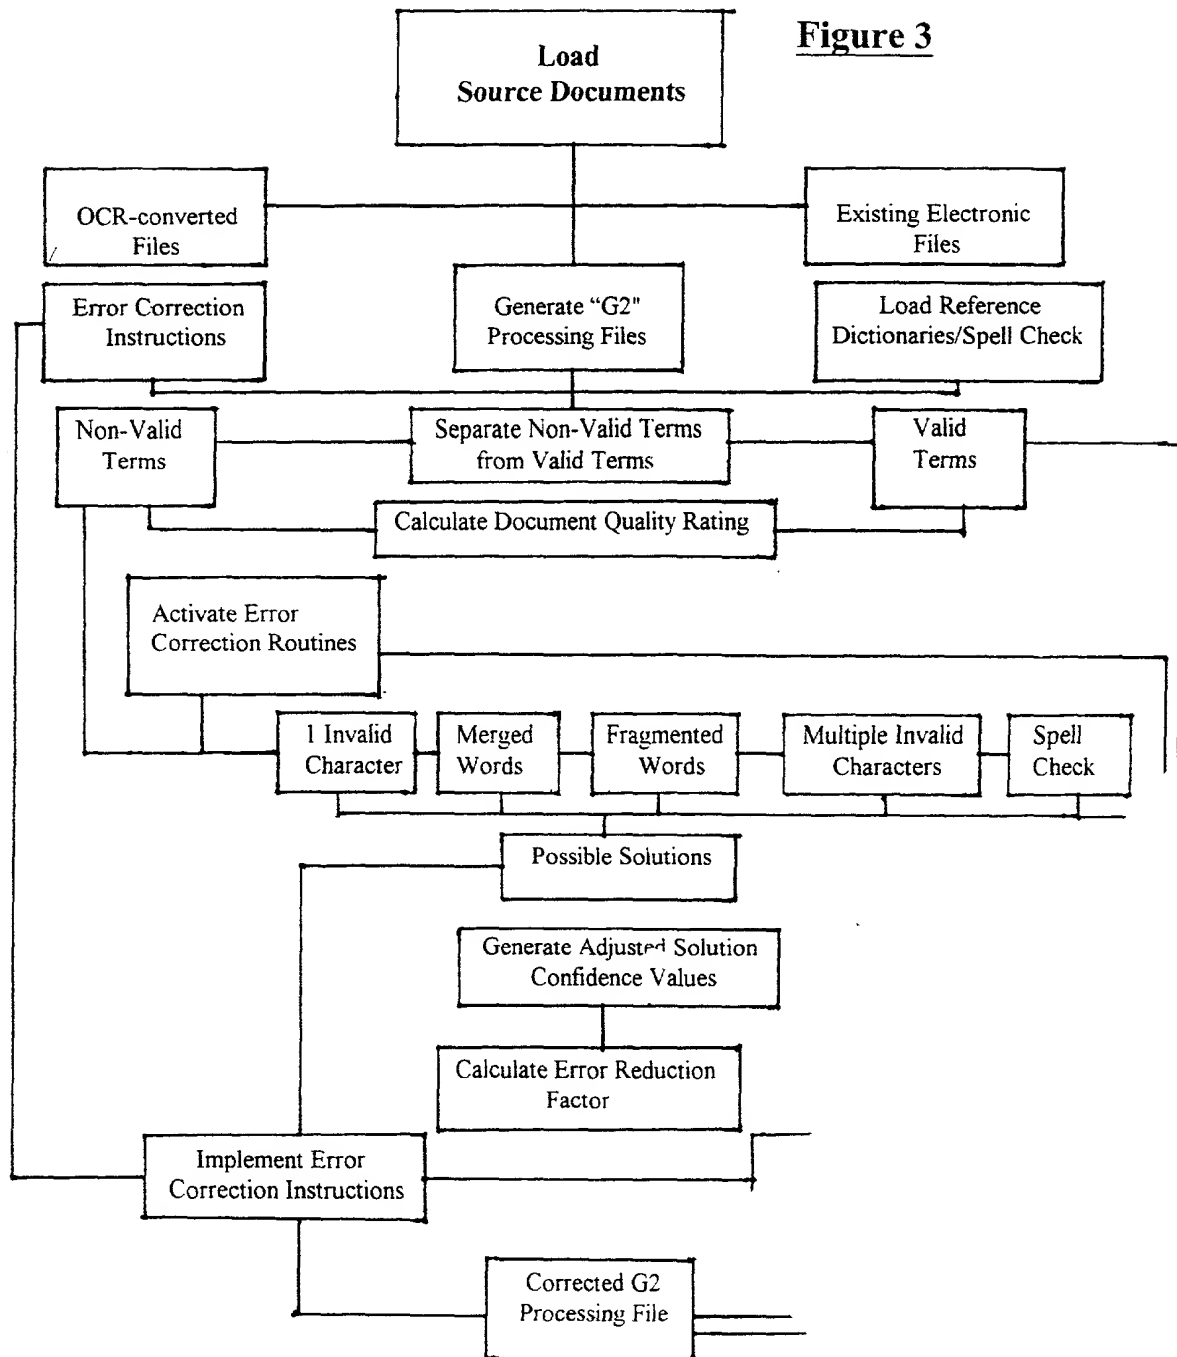 Figure 3
Load
Source Documents
OCR-converted
Files
Existing Electronic
Files
Error Correction
Instructions
Generate “G2"
Processing Files
Load Reference
Dictionaries/Spell Check
Non-Valid
Terms
Separate Non-Valid Terms
from Valid Terms
Valid
Terms
Calculate Document Quality Rating
Activate Error
Correction Routines
1 Invalid
Character
Merged
Words
Fragmented
Words
Multiple Invalid
Characters
Spell
Check
Possible Solutions
Generate Adjusted Solution
Confidence Values
Calculate Error Reduction
Factor
Implement Error
Correction Instructions
Corrected G2
Processing File